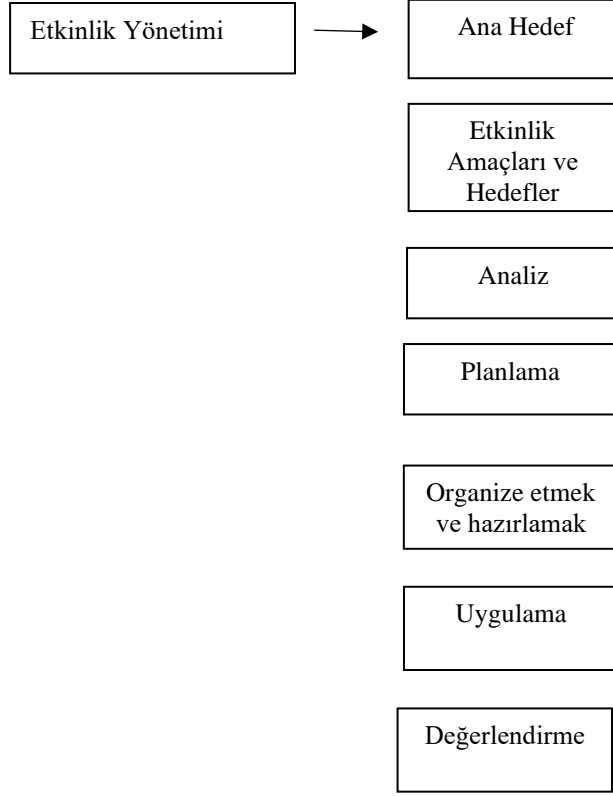 Etkinlik Yönetimi
Ana Hedef
Etkinlik
Amaçları ve
Hedefler
Analiz
Planlama
Organize etmek
ve hazırlamak
Uygulama
Değerlendirme